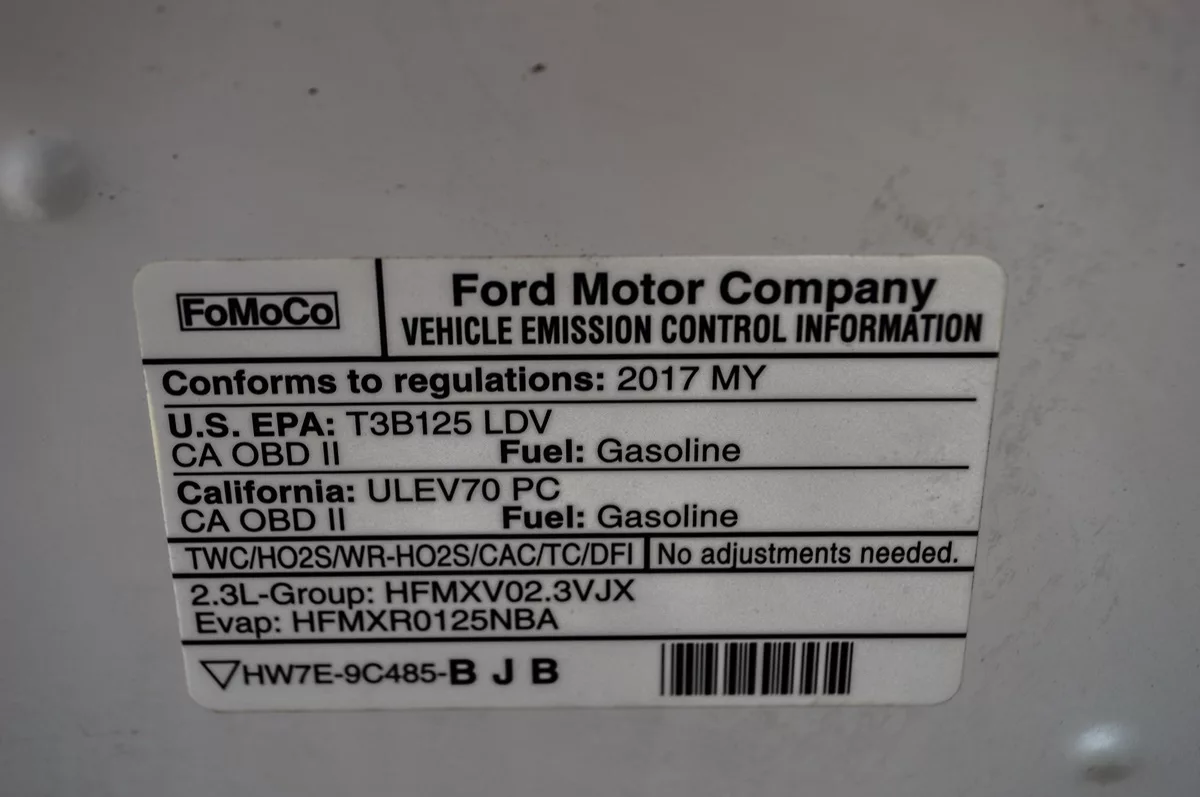 FoMoCo
Ford Motor Company
VEHICLE EMISSION CONTROL INFORMATION
Conforms to regulations: 2017 MY
U.S. EPA: T3B125 LDV
CA OBD II Fuel: Gasoline
California: ULEV70 PC
CA OBD II Fuel: Gasoline
TWC/HO2S/WR-HO2S/CAC/TC/DFI No adjustments needed.
2.3L-Group: HFMXV02.3VJX
Evap: HFMXR0125NBA
HW7E-9C485-B J B